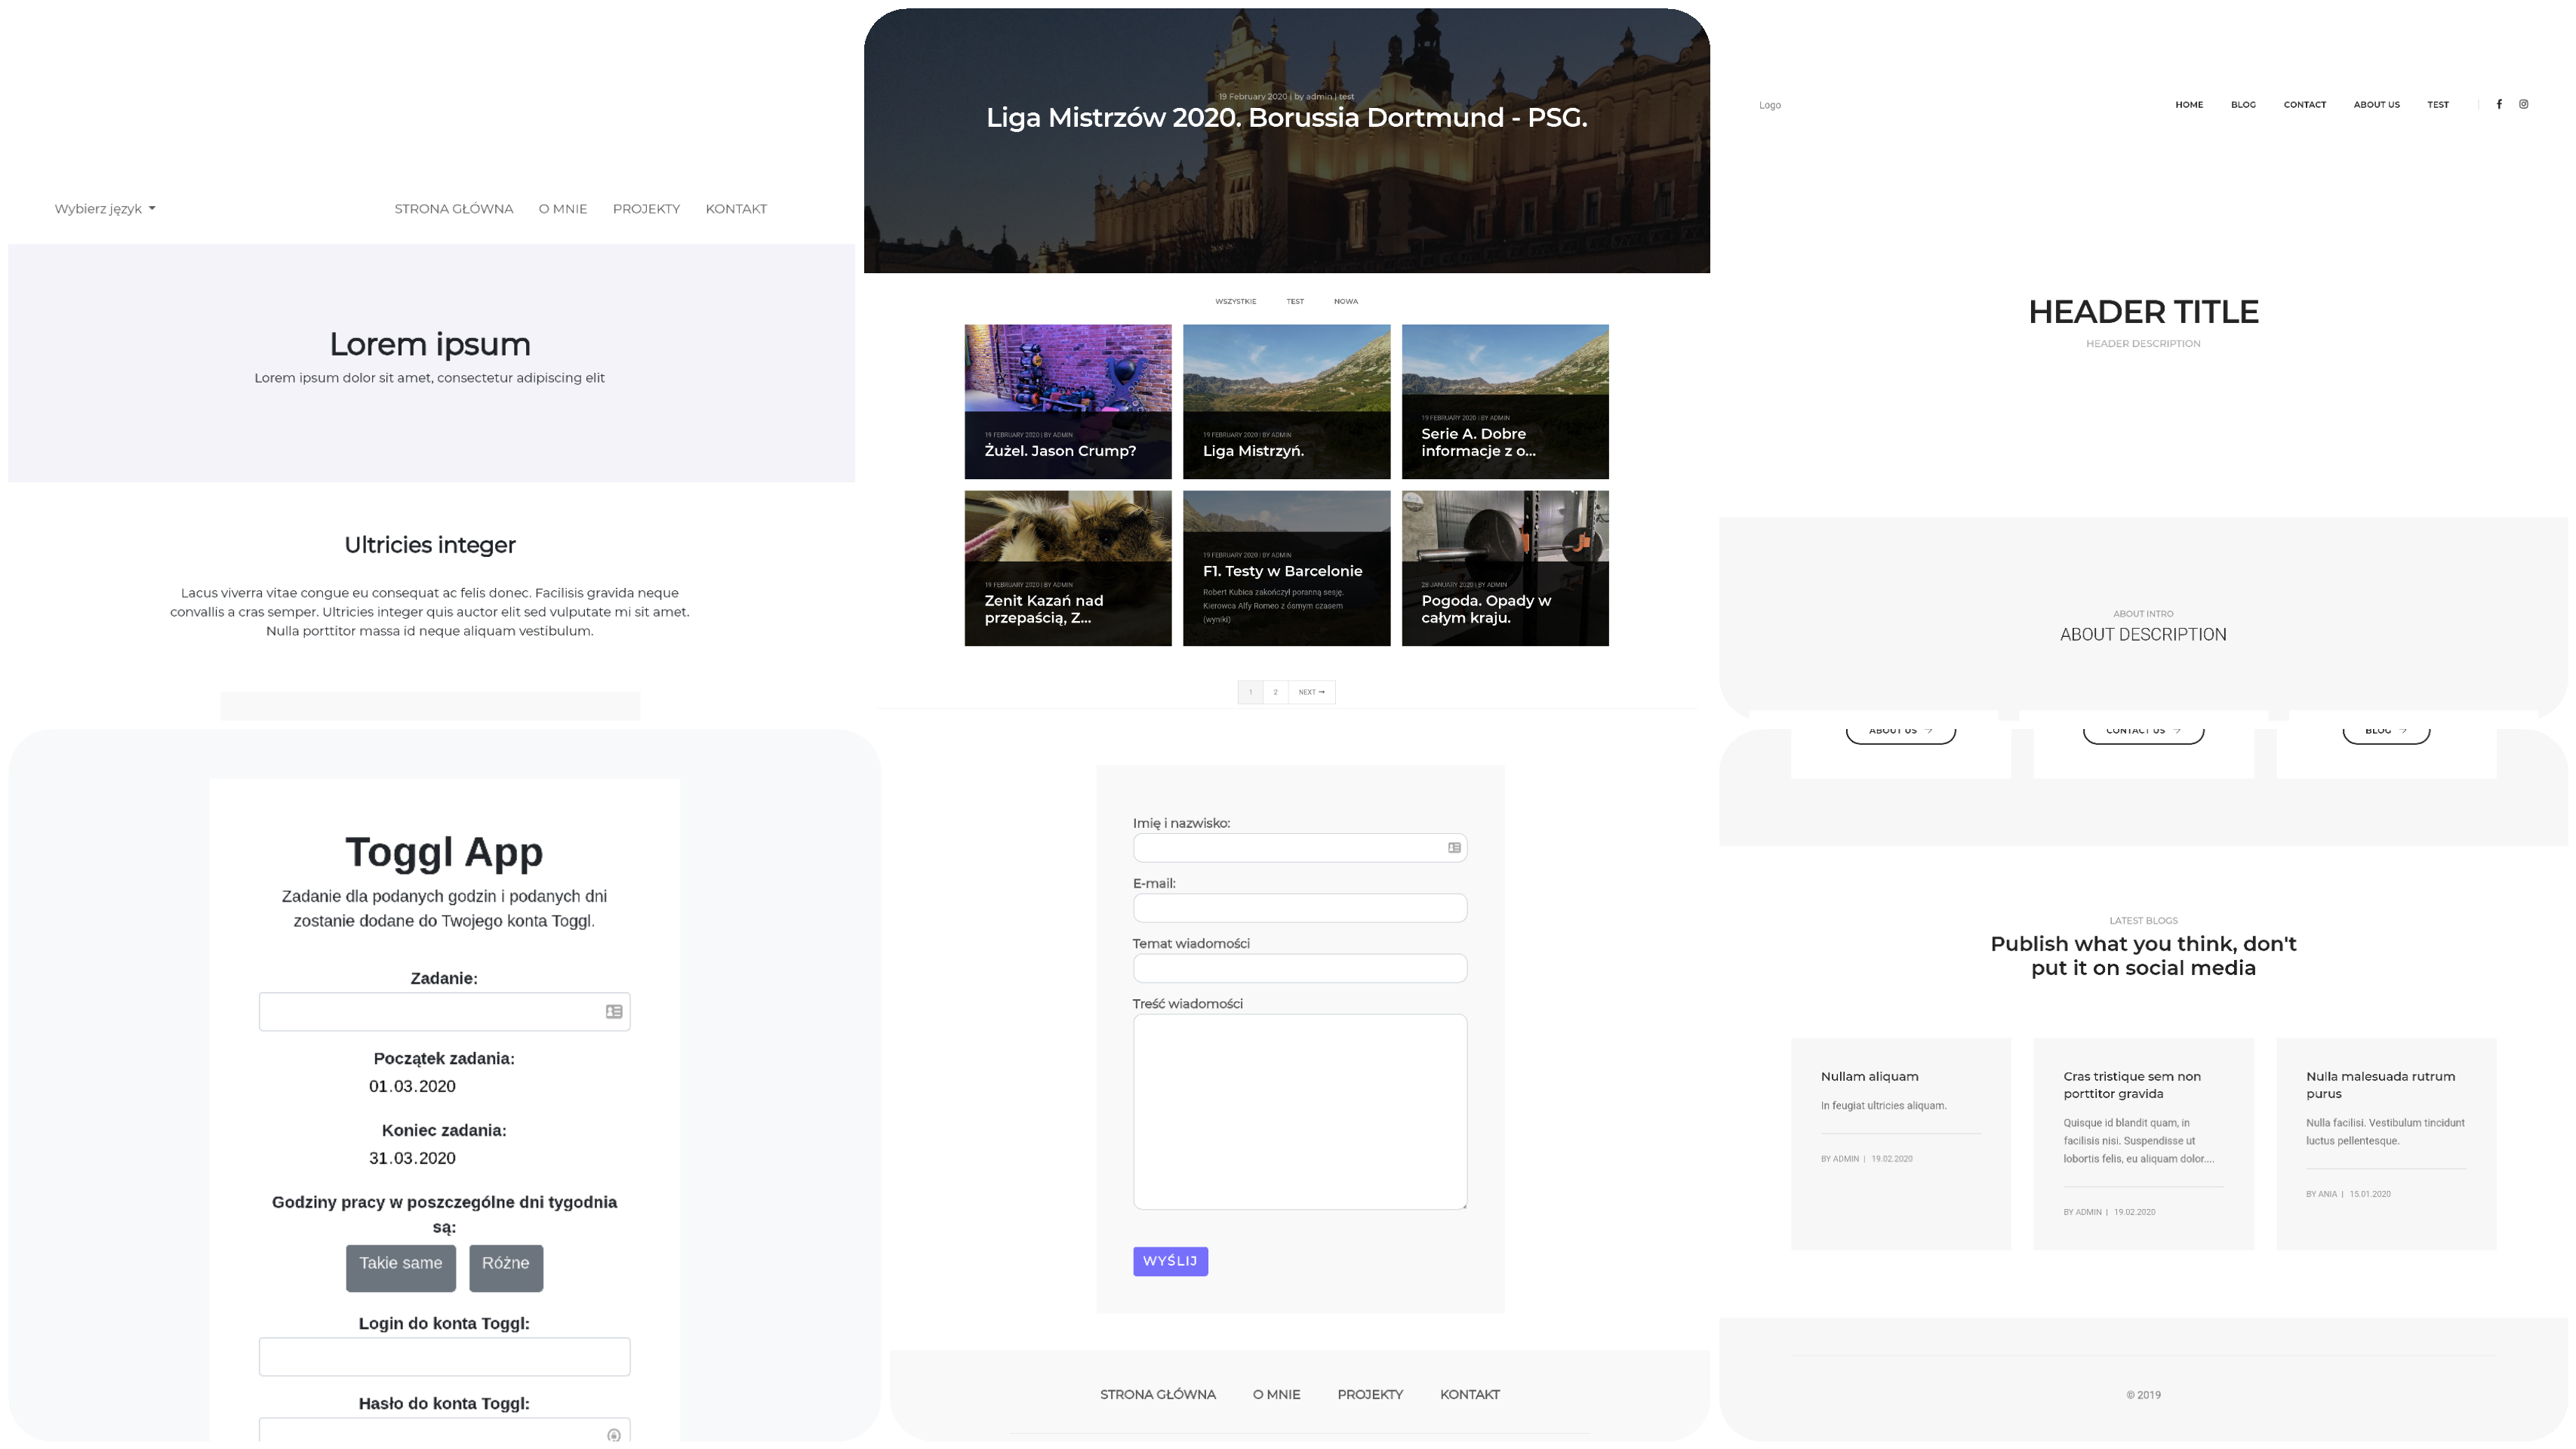 Wybierz język
STRONA GŁÓWNA O MNIE PROJEKTY KONTAKT
Lorem ipsum
Lorem ipsum dolor sit amet, consectetur adipiscing elit
Ultricies integer
Lacus viverra vitae congue eu consequat ac felis donec. Facilisis gravida neque
convallis a cras semper. Ultricies integer quis auctor elit sed vulputate mi sit amet.
Nulla porttitor massa id neque aliquam vestibulum.
19 February 2020 | by admin | test
Liga Mistrzów 2020. Borussia Dortmund - PSG.
WSZYSTKIE TEST NOWA
19 FEBRUARY 2020 | BY ADMIN
Żużel. Jason Crump?
19 FEBRUARY 2020 | BY ADMIN
Liga Mistrzyń.
19 FEBRUARY 2020 | BY ADMIN
Serie A. Dobre
informacje z o...
19 FEBRUARY 2020 | BY ADMIN
Zenit Kazań nad
przepaścią, Z...
19 FEBRUARY 2020 | BY ADMIN
F1. Testy w Barcelonie
Robert Kubica zakończył poranną sesję.
Kierowca Alfy Romeo z ósmym czasem
(wyniki)
28 JANUARY 2020 | BY ADMIN
Pogoda. Opady w
całym kraju.
1 2 NEXT →
Logo
HOME BLOG CONTACT ABOUT US TEST
HEADER TITLE
HEADER DESCRIPTION
ABOUT INTRO
ABOUT DESCRIPTION
Toggl App
Zadanie dla podanych godzin i podanych dni
zostanie dodane do Twojego konta Toggl.
Zadanie:
Początek zadania:
01.03.2020
Koniec zadania:
31.03.2020
Godziny pracy w poszczególne dni tygodnia
są:
Takie same Różne
Login do konta Toggl:
Hasło do konta Toggl:
Imię i nazwisko:
E-mail:
Temat wiadomości
Treść wiadomości
WYŚLIJ
STRONA GŁÓWNA O MNIE PROJEKTY KONTAKT
ABOUT US → CONTACT US → BLOG →
LATEST BLOGS
Publish what you think, don't
put it on social media
Nullam aliquam
In feugiat ultricies aliquam.
BY ADMIN | 19.02.2020
Cras tristique sem non
porttitor gravida
Quisque id blandit quam, in
facilisis nisi. Suspendisse ut
lobortis felis, eu aliquam dolor....
BY ADMIN | 19.02.2020
Nulla malesuada rutrum
purus
Nulla facilisi. Vestibulum tincidunt
luctus pellentesque.
BY ANIA | 15.01.2020
© 2019